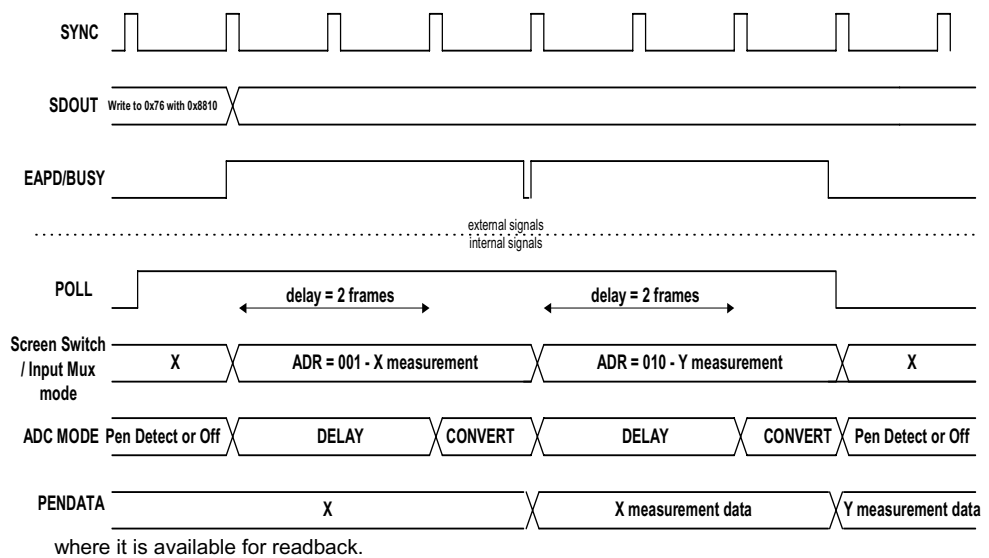 SYNC
SDOUT Write to 0x76 with 0x8810
EAPD/BUSY
external signals
internal signals
POLL
delay = 2 frames delay = 2 frames
Screen Switch
/ Input Mux
mode
X ADR = 001 - X measurement ADR = 010 - Y measurement X
ADC MODE Pen Detect or Off DELAY CONVERT DELAY CONVERT Pen Detect or Off
PENDATA X X measurement data Y measurement data
where it is available for readback.